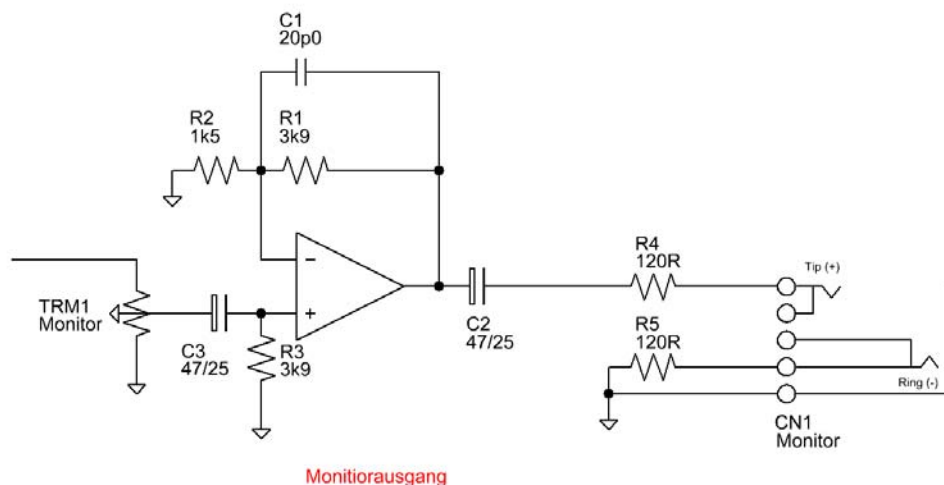 C1
20p0
R2
1k5
R1
3k9
−
+
TRM1
Monitor
C3
47/25
R3
3k9
C2
47/25
R4
120R
Tip (+)
R5
120R
Ring (-)
CN1
Monitor
Monitiorausgang